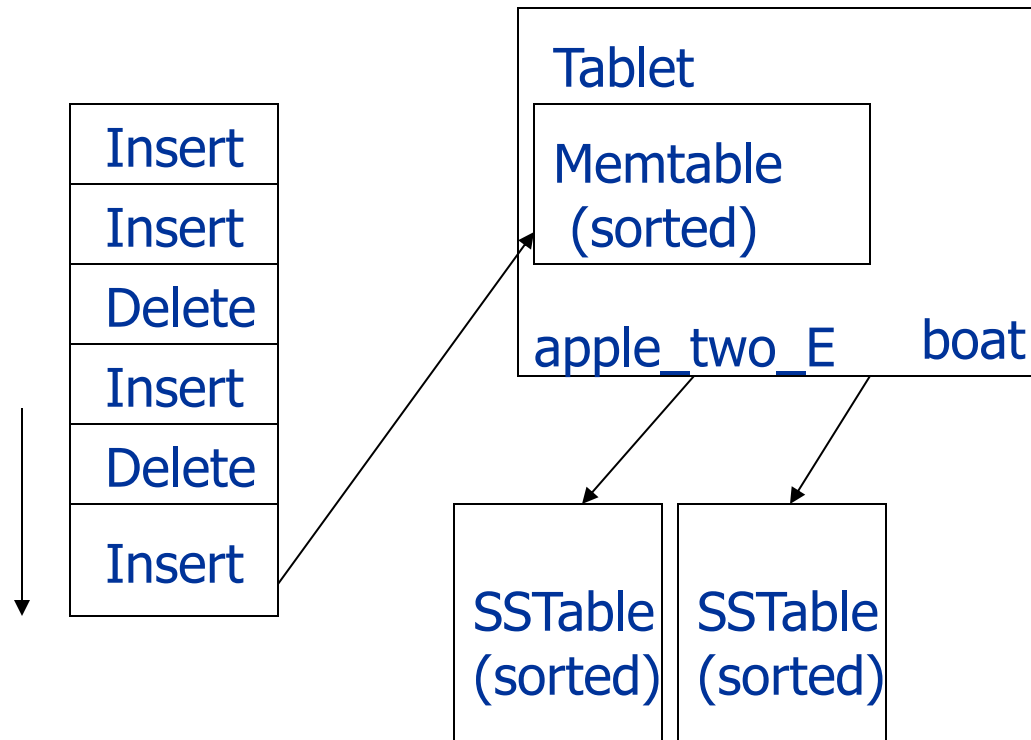 Insert
Insert
Delete
Insert
Delete
Insert
Tablet
Memtable
(sorted)
apple_two_E boat
SSTable
(sorted)
SSTable
(sorted)